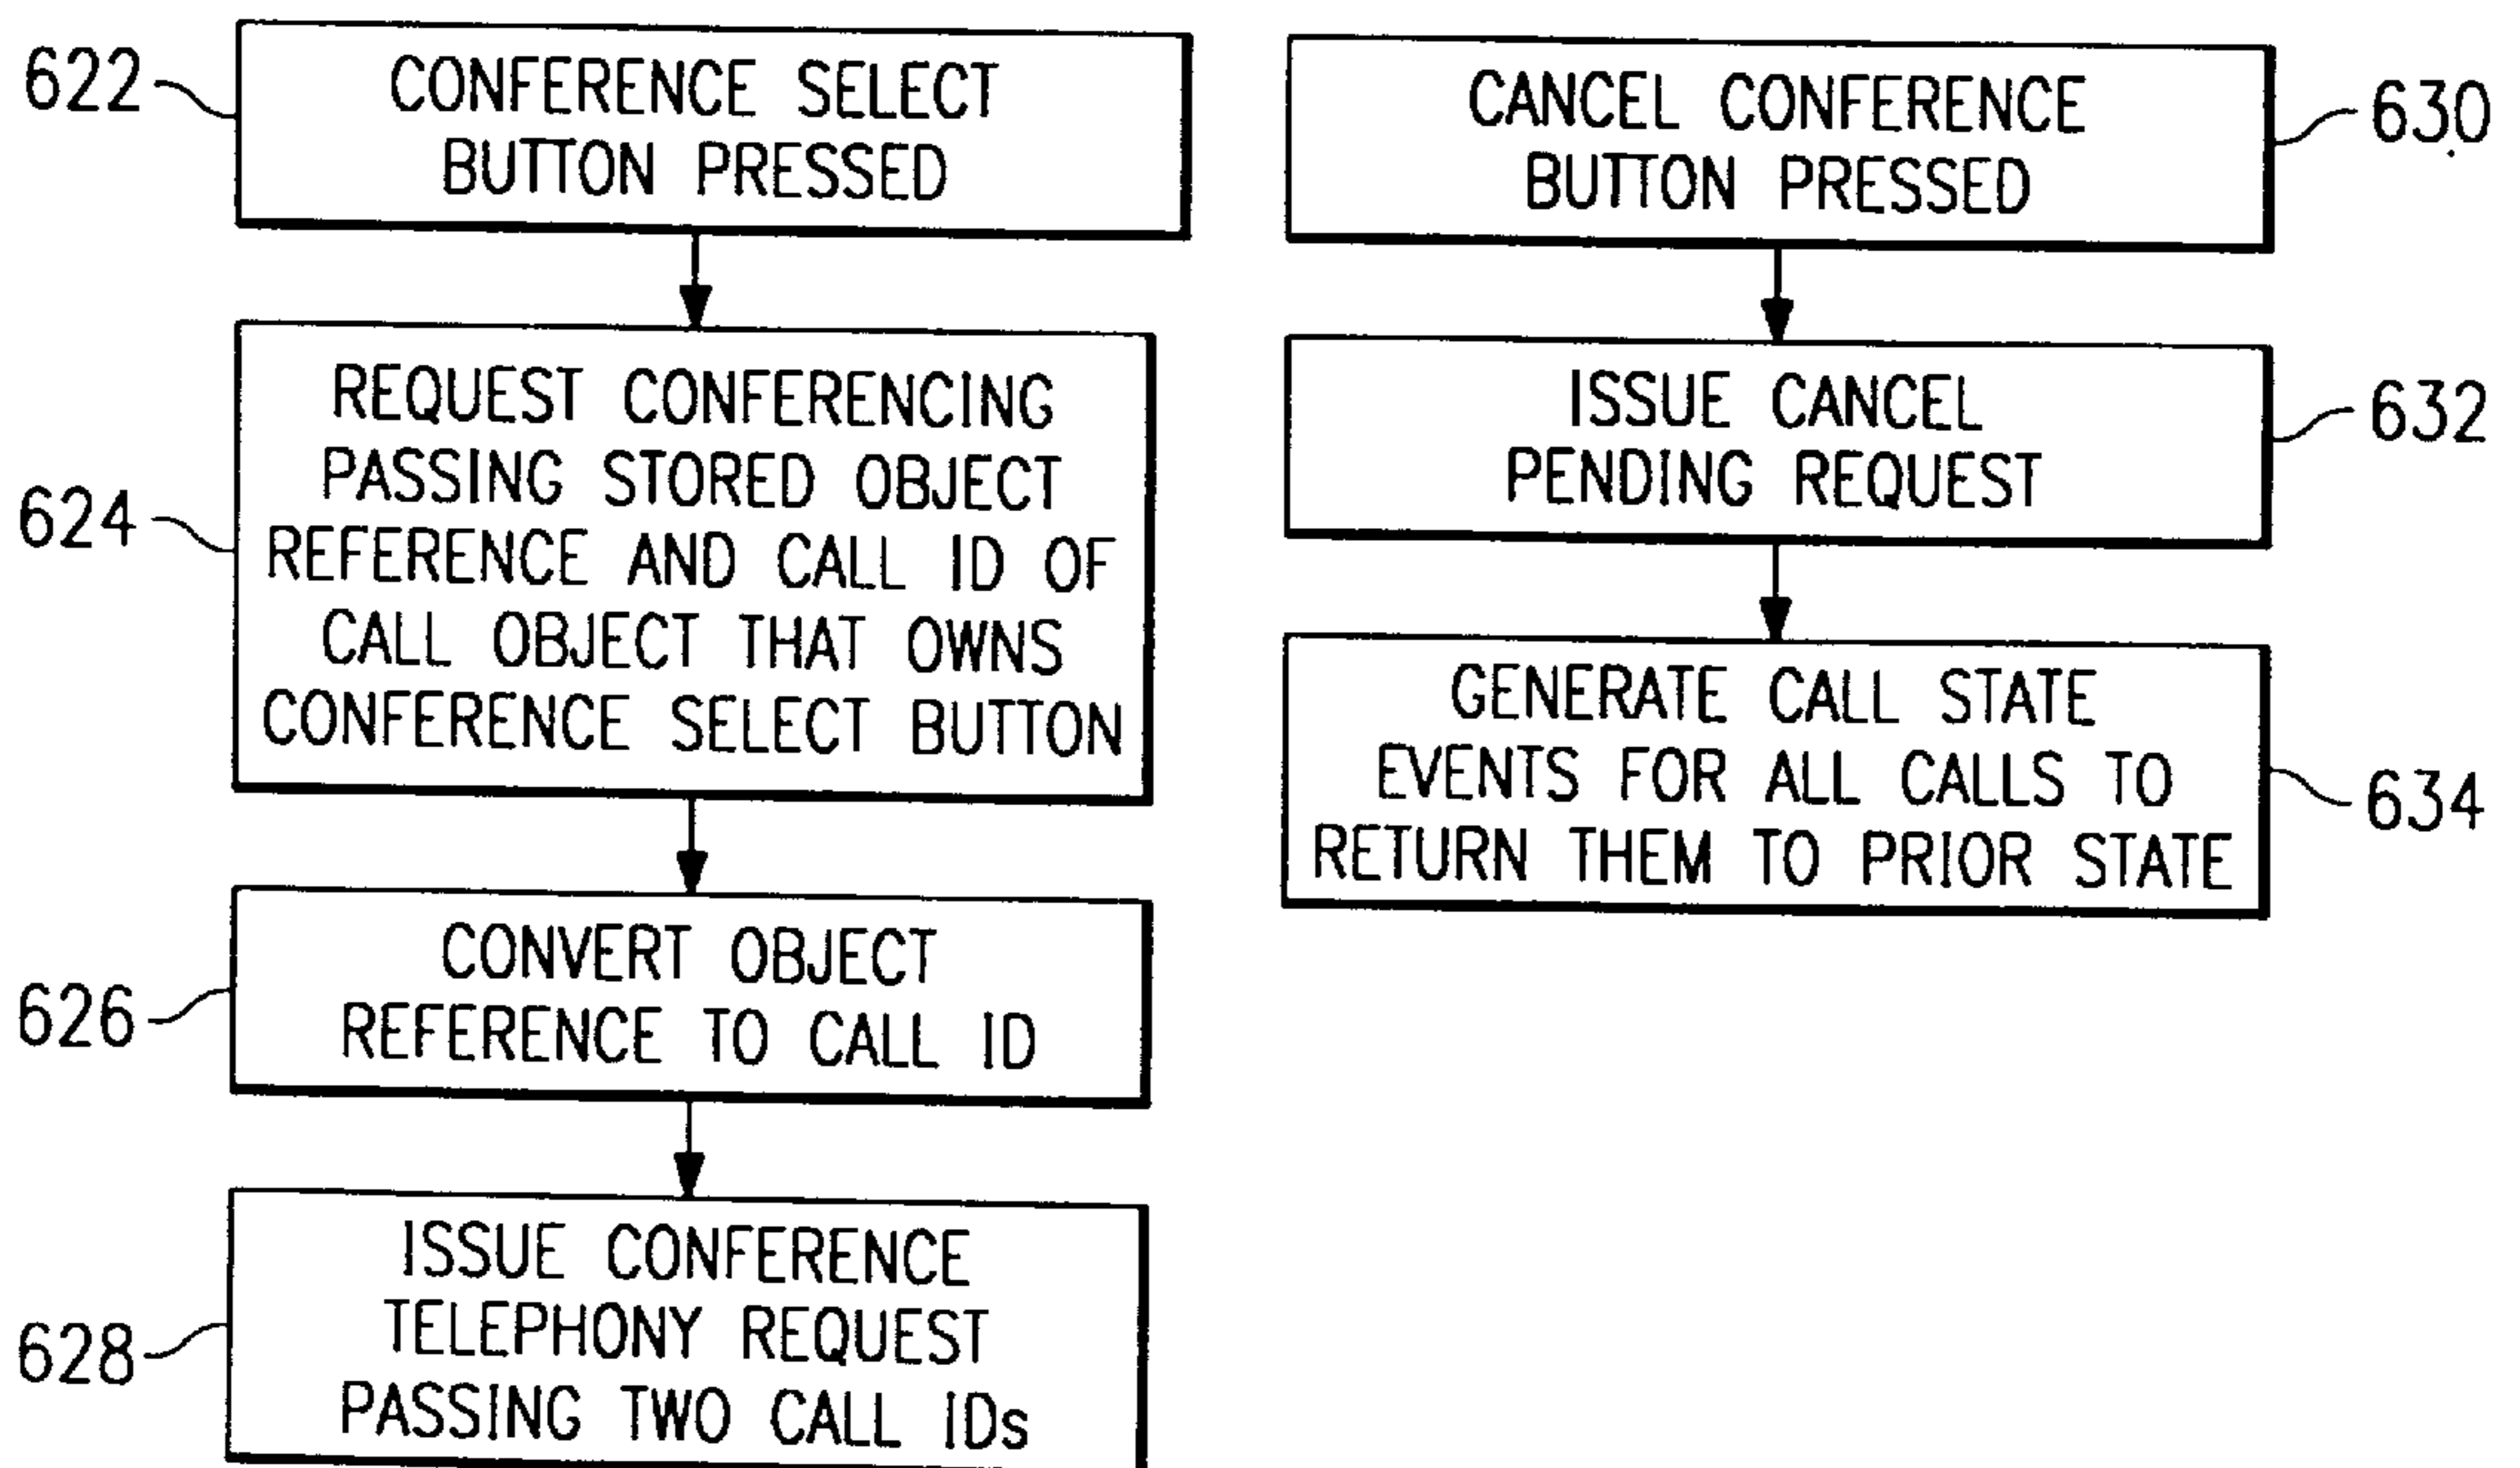 622
CONFERENCE SELECT
BUTTON PRESSED
624
REQUEST CONFERENCING
PASSING STORED OBJECT
REFERENCE AND CALL ID OF
CALL OBJECT THAT OWNS
CONFERENCE SELECT BUTTON
626
CONVERT OBJECT
REFERENCE TO CALL ID
628
ISSUE CONFERENCE
TELEPHONY REQUEST
PASSING TWO CALL IDs
CANCEL CONFERENCE
BUTTON PRESSED
630
ISSUE CANCEL
PENDING REQUEST
632
GENERATE CALL STATE
EVENTS FOR ALL CALLS TO
RETURN THEM TO PRIOR STATE
634